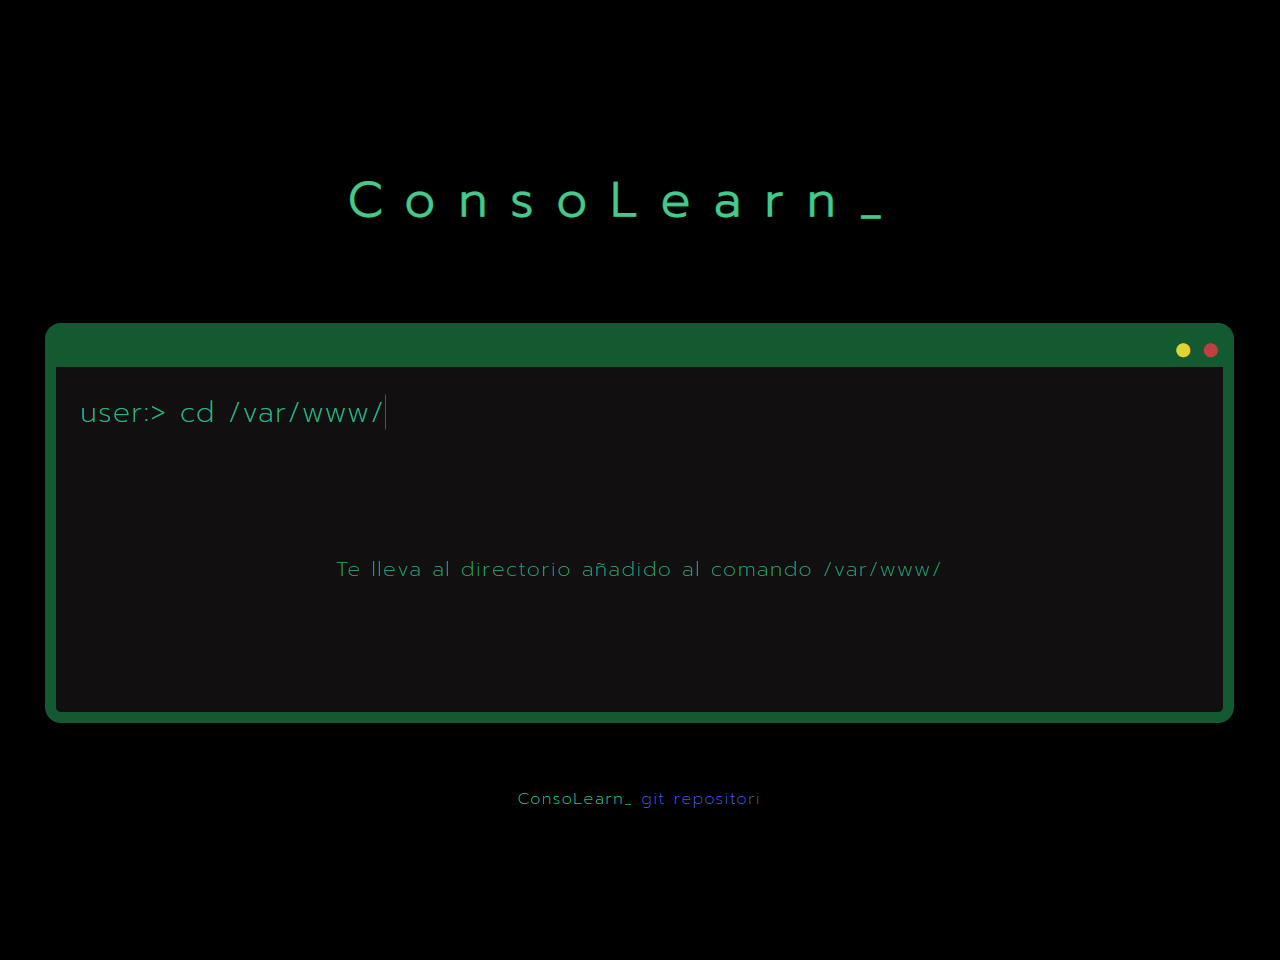 ConsoLearn_
user:> cd /var/www/
Te lleva al directorio añadido al comando /var/www/
ConsoLearn_ git repositori